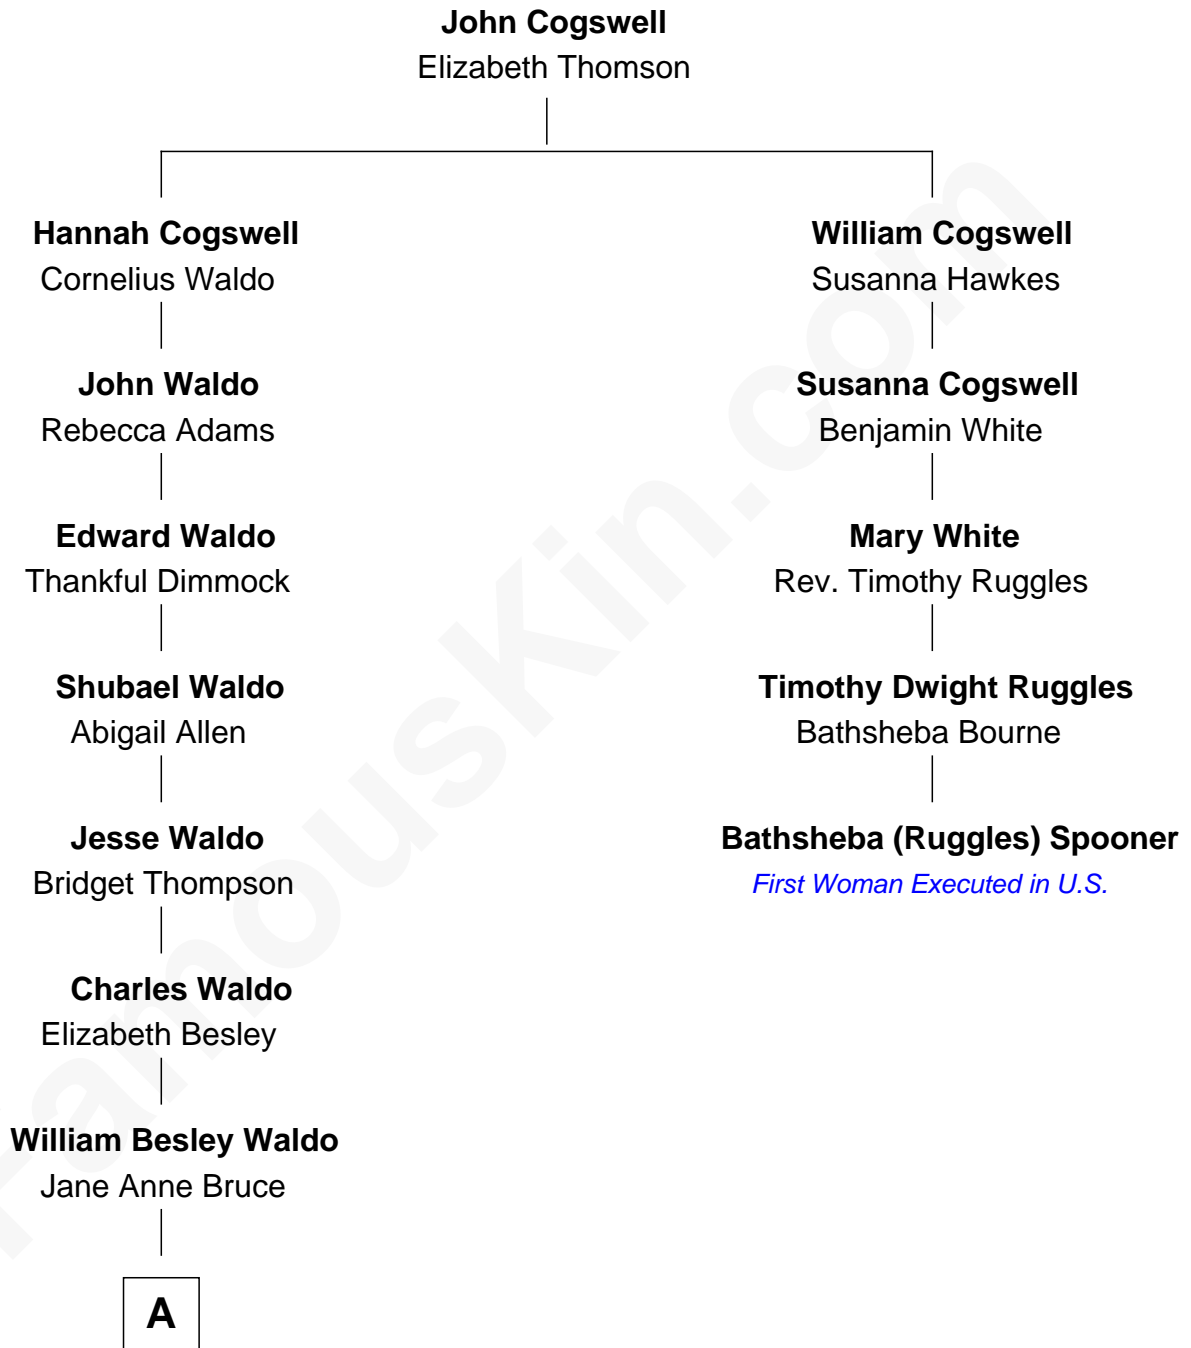 John Cogswell
Elizabeth Thomson
Hannah Cogswell
Cornelius Waldo
John Waldo
Rebecca Adams
Edward Waldo
Thankful Dimmock
Shubael Waldo
Abigail Allen
Jesse Waldo
Bridget Thompson
Charles Waldo
Elizabeth Besley
William Besley Waldo
Jane Anne Bruce
A
William Cogswell
Susanna Hawkes
Susanna Cogswell
Benjamin White
Mary White
Rev. Timothy Ruggles
Timothy Dwight Ruggles
Bathsheba Bourne
Bathsheba (Ruggles) Spooner
First Woman Executed in U.S.
FamousKin.com